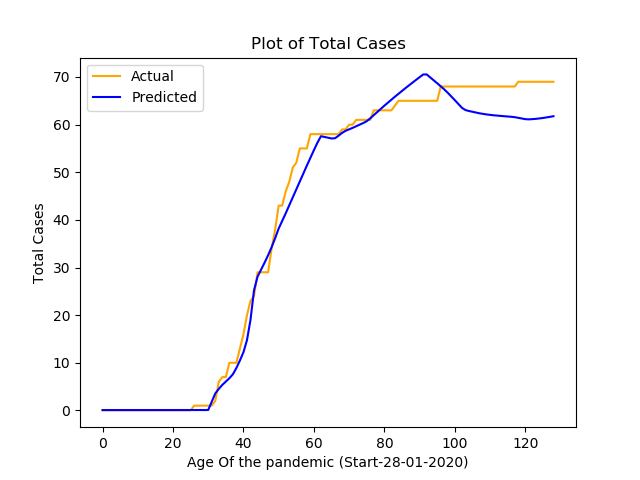 Plot of Total Cases
Actual
Predicted
70
60
50
40
30
20
10
0
Total Cases
0 20 40 60 80 100 120
Age Of the pandemic (Start-28-01-2020)